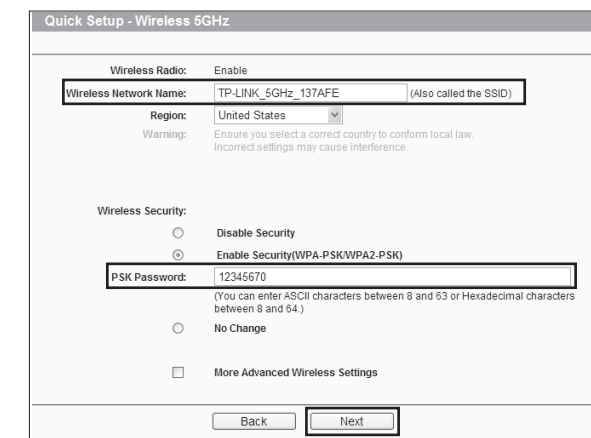 Quick Setup - Wireless 5GHz
Wireless Radio: Enable
Wireless Network Name: TP-LINK_5GHz_137AFE (Also called the SSID)
Region: United States
Warning: Ensure you select a correct country to conform local law.
Incorrect settings may cause interference.
Wireless Security:
Disable Security
Enable Security(WPA-PSK/WPA2-PSK)
PSK Password: 12345670
(You can enter ASCII characters between 8 and 63 or Hexadecimal characters
between 8 and 64.)
No Change
More Advanced Wireless Settings
Back Next